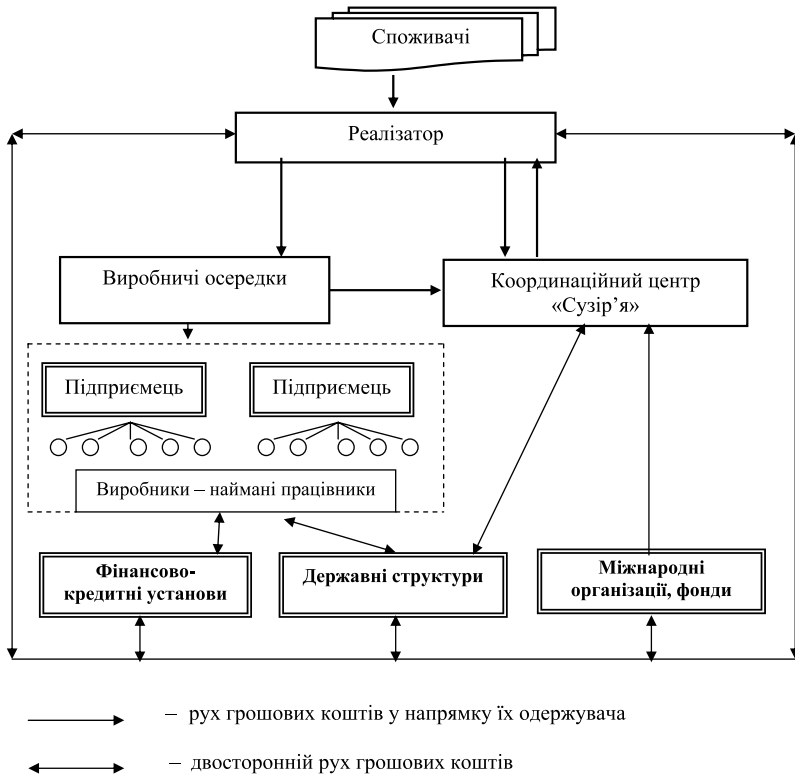 Споживачі
Реалізатор
Виробничі осередки
Координаційний центр
«Сузір’я»
Підприємець
Підприємець
Виробники – наймані працівники
Фінансово-
кредитні установи
Державні структури
Міжнародні
організації, фонди
– рух грошових коштів у напрямку їх одержувача
– двосторонній рух грошових коштів